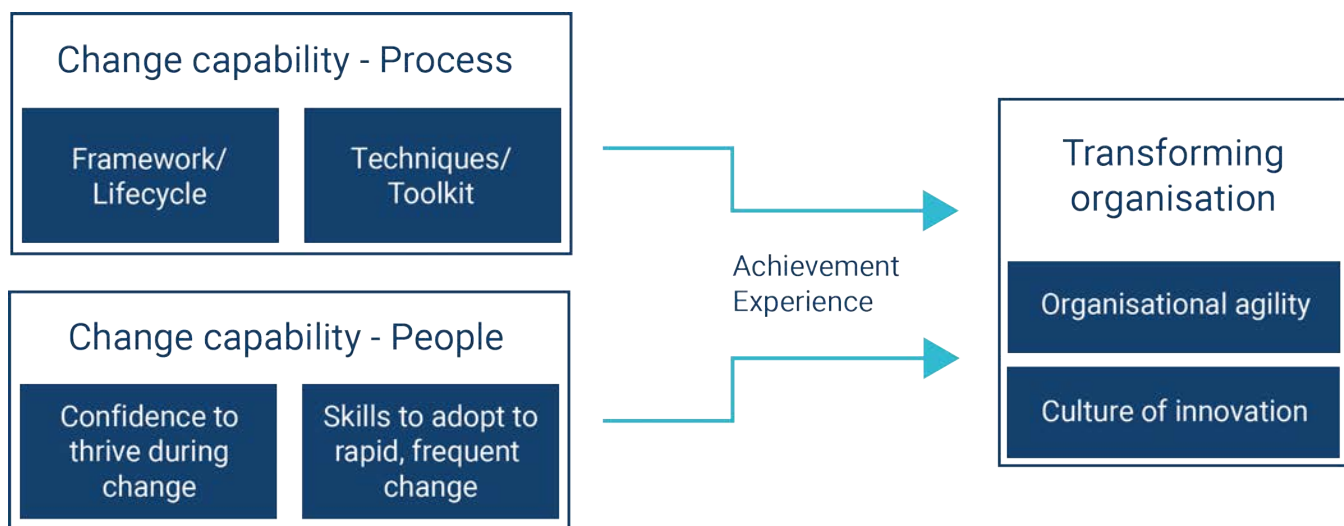 Change capability - Process
Framework/
Lifecycle
Techniques/
Toolkit
Change capability - People
Confidence to
thrive during
change
Skills to adopt to
rapid, frequent
change
Achievement
Experience
Transforming
organisation
Organisational agility
Culture of innovation